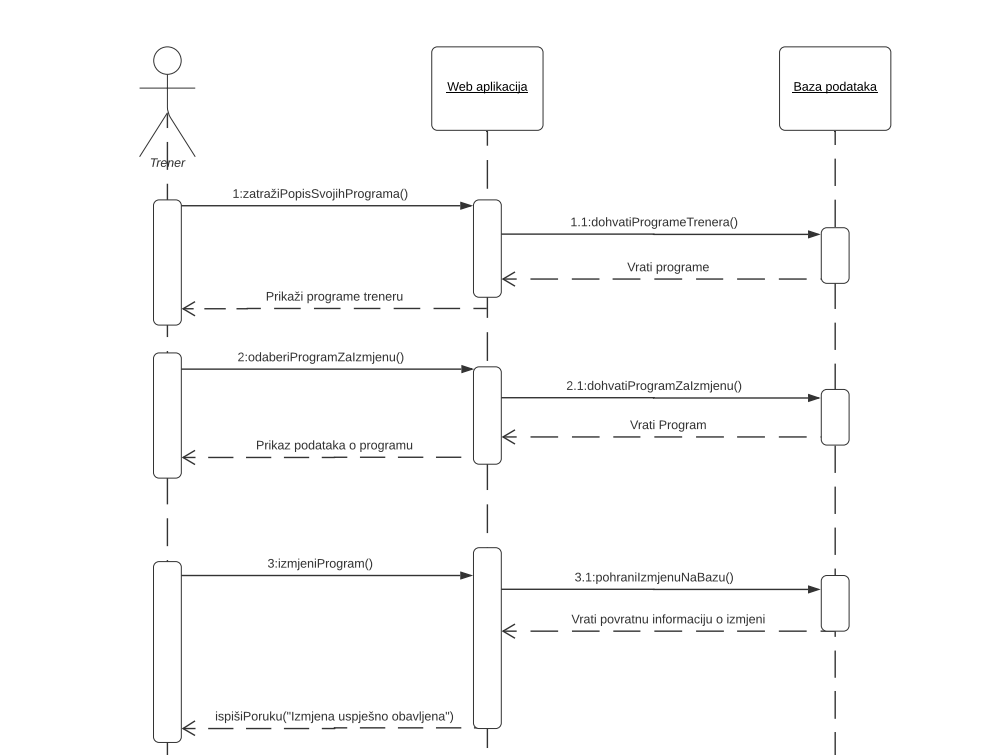 Web aplikacija
Baza podataka
Trener
1:zatražiPopisSvojihPrograma()
1.1:dohvatiProgrameTrenera()
Vrati programe
Prikaži programe treneru
2:odaberiProgramZaIzmjenu()
2.1:dohvatiProgramZaIzmjenu()
Vrati Program
Prikaz podataka o programu
3:izmjeniProgram()
3.1:pohraniIzmjenuNaBazu()
Vrati povratnu informaciju o izmjeni
ispišiPoruku("Izmjena uspješno obavljena")